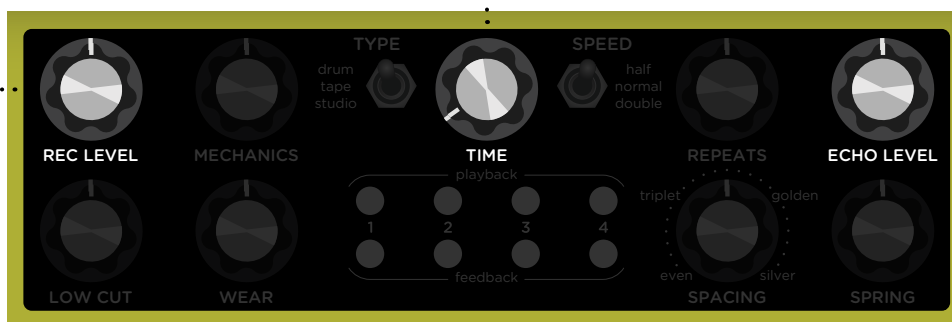 TYPE
SPEED
drum
tape
studio
half
normal
double
REC LEVEL
MECHANICS
TIME
REPEATS
ECHO LEVEL
playback
triplet
golden
1 2 3 4
even
silver
feedback
LOW CUT
WEAR
SPACING
SPRING